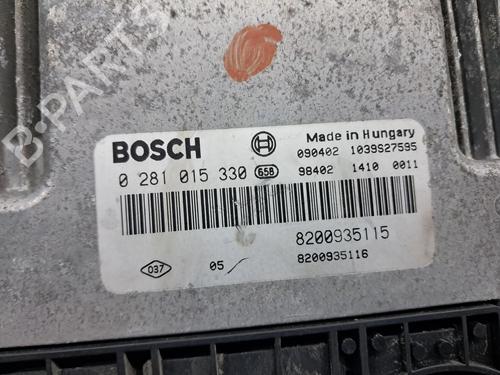 B-PARTS
BOSCH
Made in Hungary
090402 1039S27595
0 281 015 330 658 98402 1410 0011
8200935115
037 05 8200935116